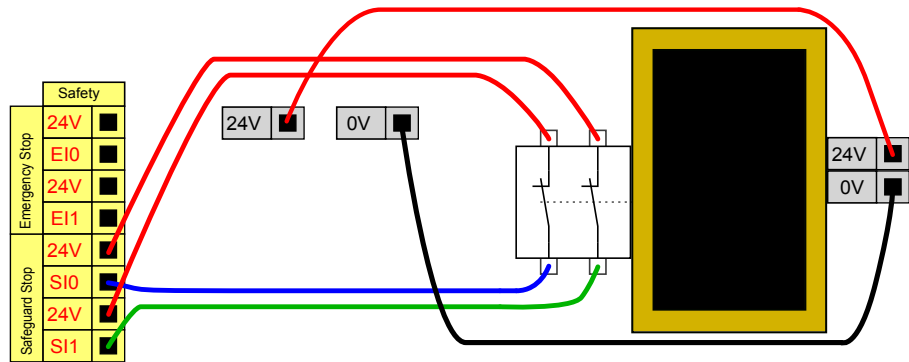 Safety
Emergency Stop
24V
EI0
24V
EI1
Safeguard Stop
24V
SI0
24V
SI1
24V
0V
24V
0V